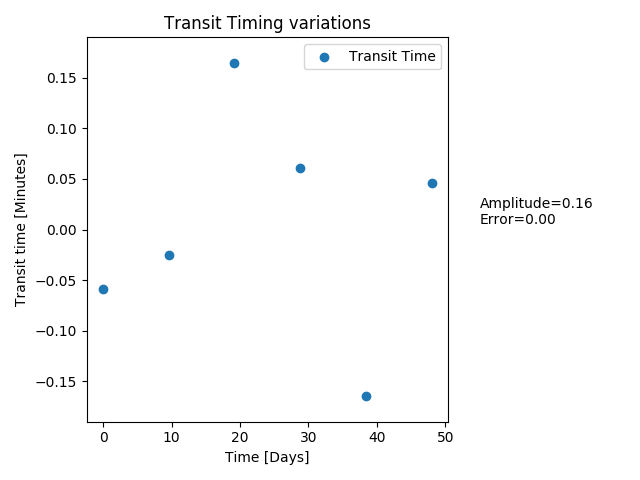 Transit Timing variations
Transit Time
0.15
0.10
0.05
0.00
−0.05
−0.10
−0.15
Transit time [Minutes]
0
10
20
30
40
50
Time [Days]
Amplitude=0.16
Error=0.00